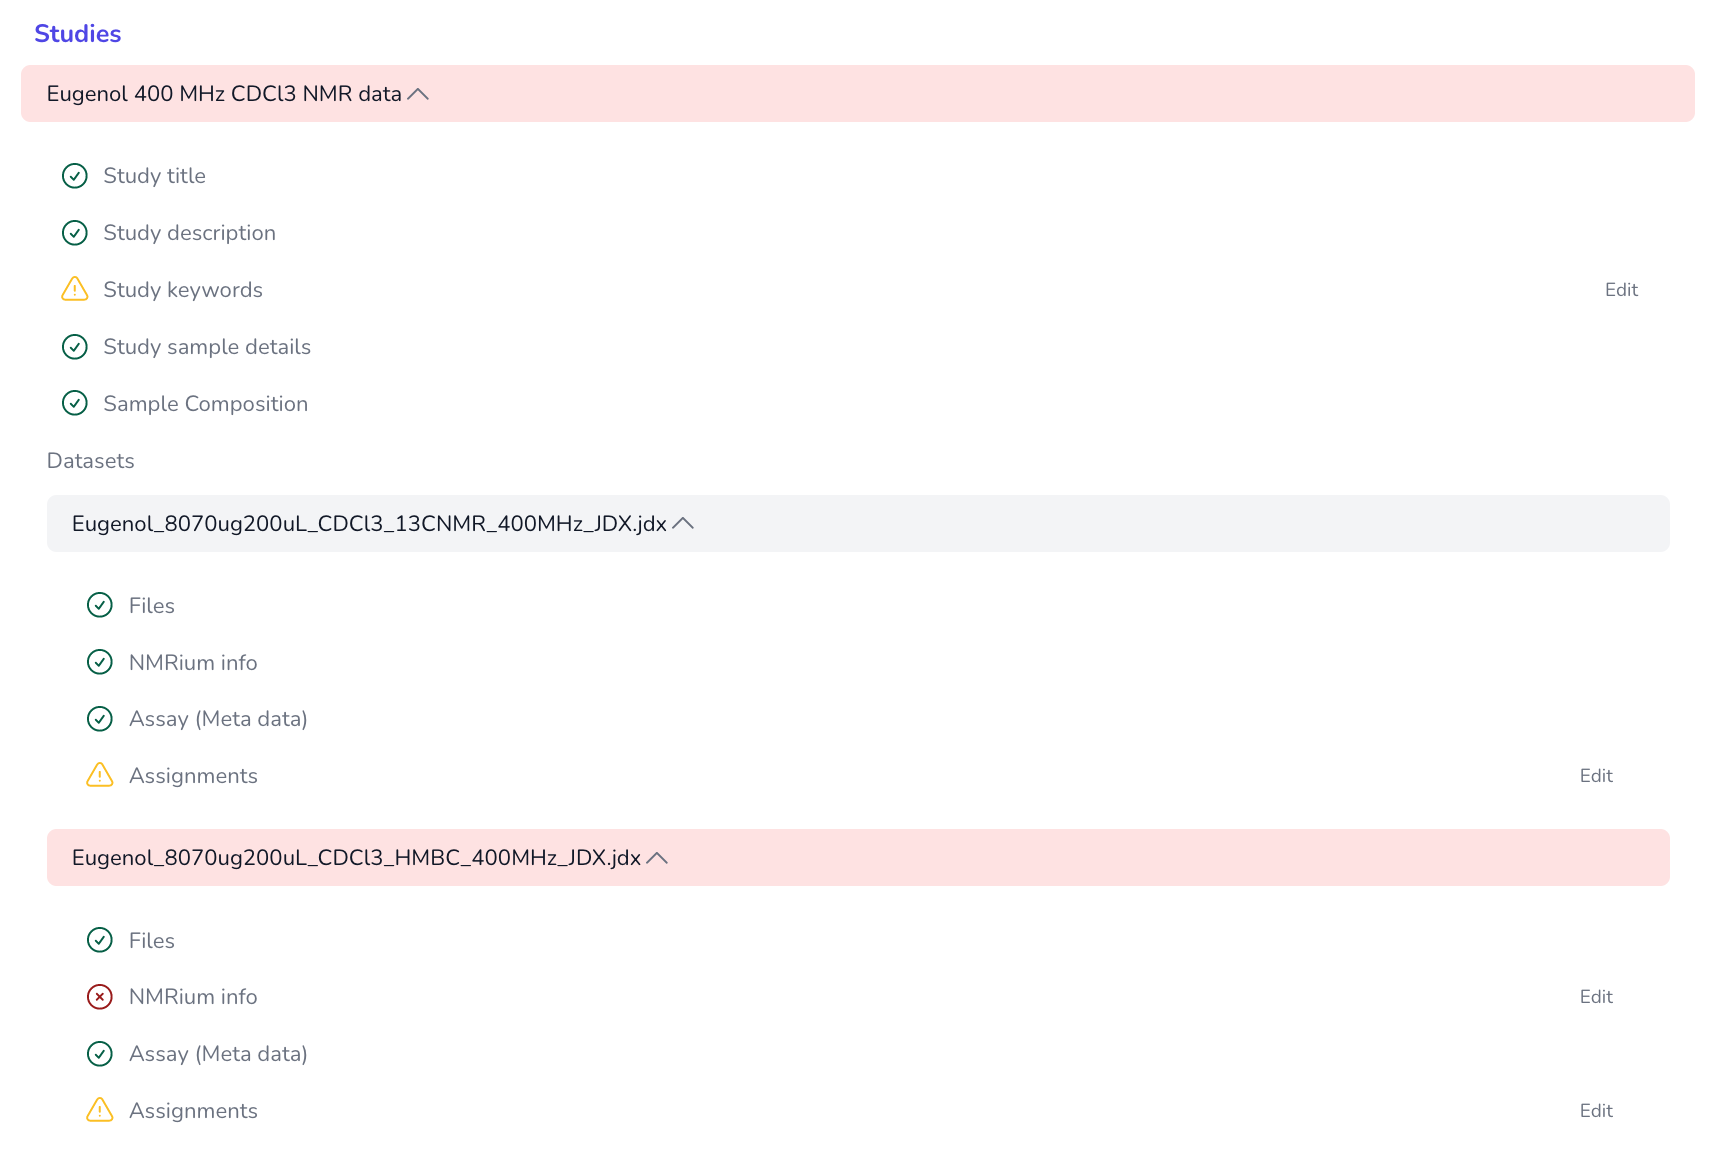 Studies
Eugenol 400 MHz CDCl3 NMR data
Study title
Study description
Study keywords
Edit
Study sample details
Sample Composition
Datasets
Eugenol_8070ug200uL_CDCl3_13CNMR_400MHz_JDX.jdx
Files
NMRium info
Assay (Meta data)
Assignments
Edit
Eugenol_8070ug200uL_CDCl3_HMBC_400MHz_JDX.jdx
Files
NMRium info
Edit
Assay (Meta data)
Assignments
Edit